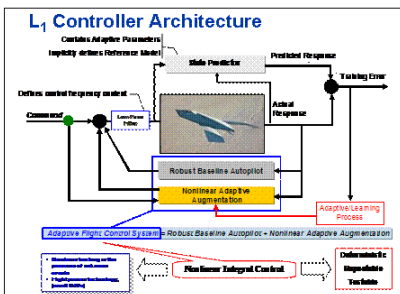 L1 Controller Architecture
Contains Adaptive Parameters
Implicitly defines Reference Model
State Predictor
Predicted Response
Training Error
Defines control frequency content
Command
Low-Pass
Filter
Actual
Response
Robust Baseline Autopilot
Nonlinear Adaptive
Augmentation
Adaptive/Learning
Process
Adaptive Flight Control System = Robust Baseline Autopilot + Nonlinear Adaptive Augmentation
Nonlinear Integral Control
Deterministic
Repeatable
Testable